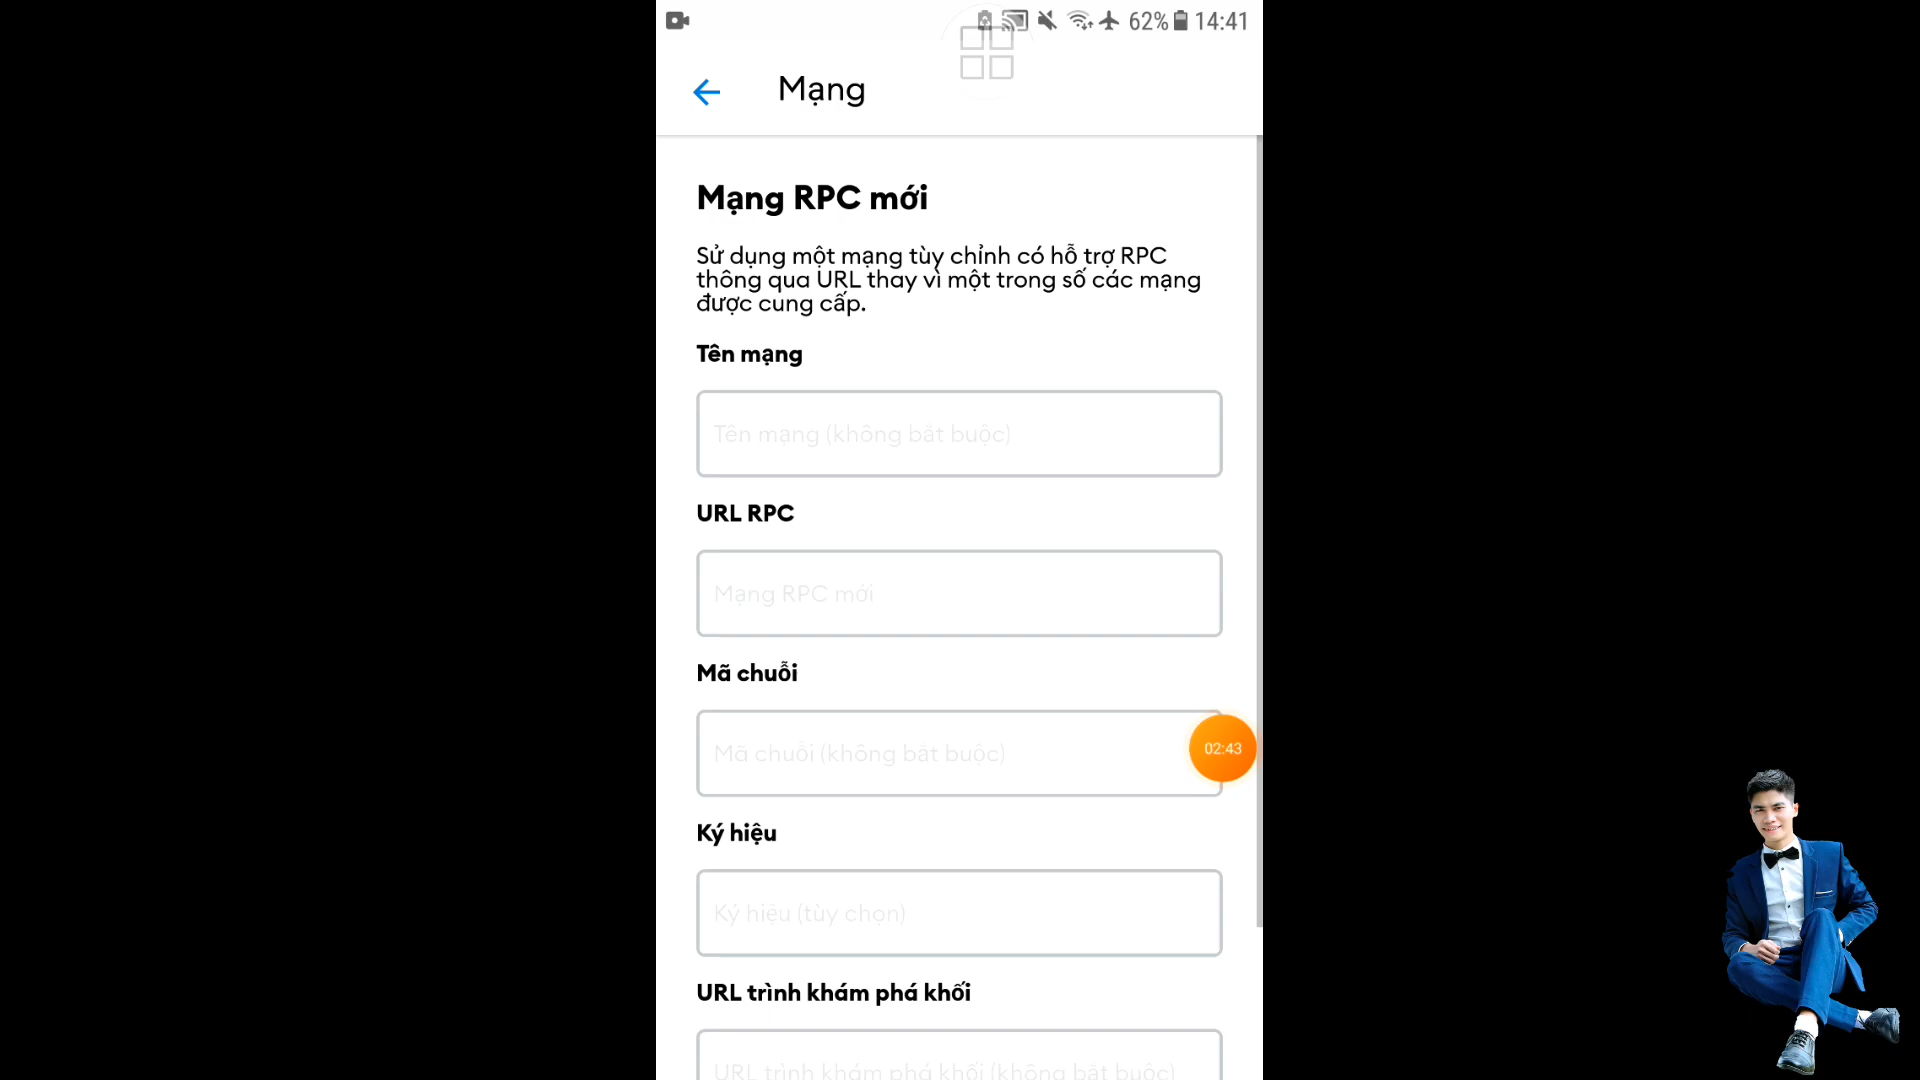 62% 14:41
Mạng
Mạng RPC mới
Sử dụng một mạng tùy chỉnh có hỗ trợ RPC
thông qua URL thay vì một trong số các mạng
được cung cấp.
Tên mạng
Tên mạng (không bắt buộc)
URL RPC
Mạng RPC mới
Mã chuỗi
Mã chuỗi (không bắt buộc)
02:43
Ký hiệu
Ký hiệu (tùy chọn)
URL trình khám phá khối
URL trình khám phá khối (không bắt buộc)